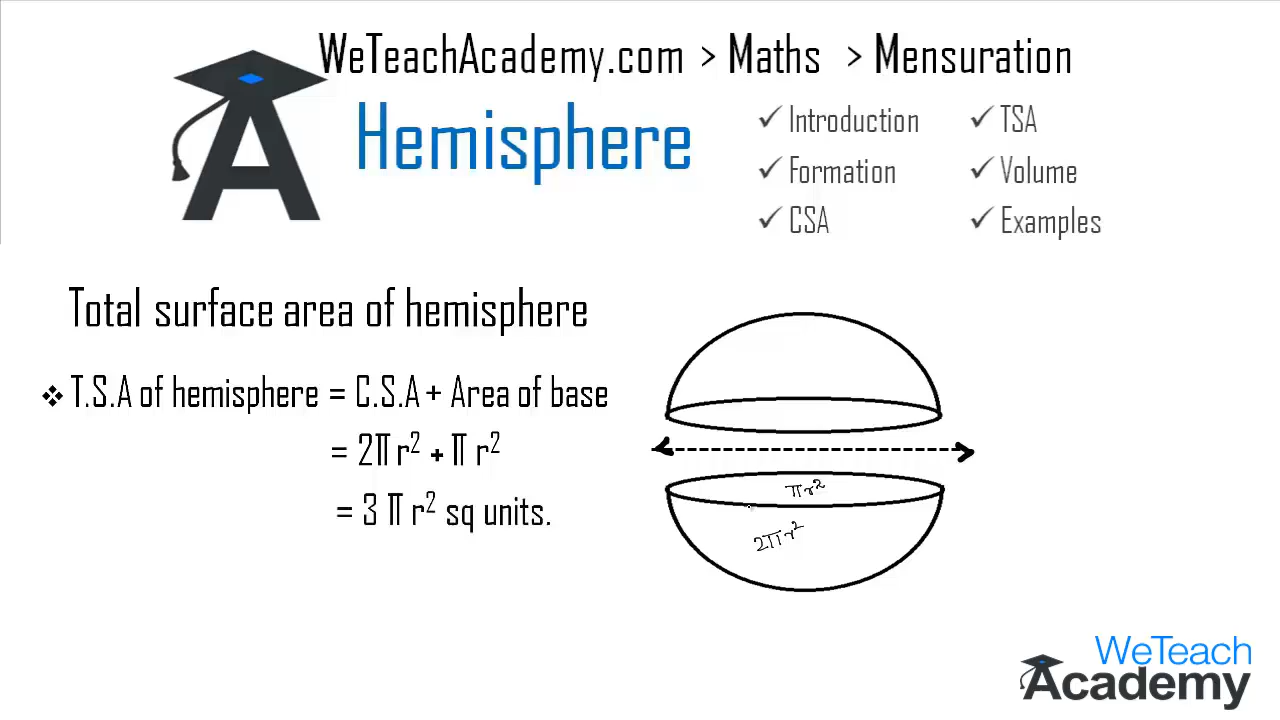 WeTeachAcademy.com > Maths > Mensuration
Hemisphere
✓ Introduction
✓ Formation
✓ CSA
✓ TSA
✓ Volume
✓ Examples
Total surface area of hemisphere
❖ T.S.A of hemisphere = C.S.A + Area of base
= 2π r² + π r²
= 3 π r² sq units.
πr²
2πr²
WeTeach
Academy